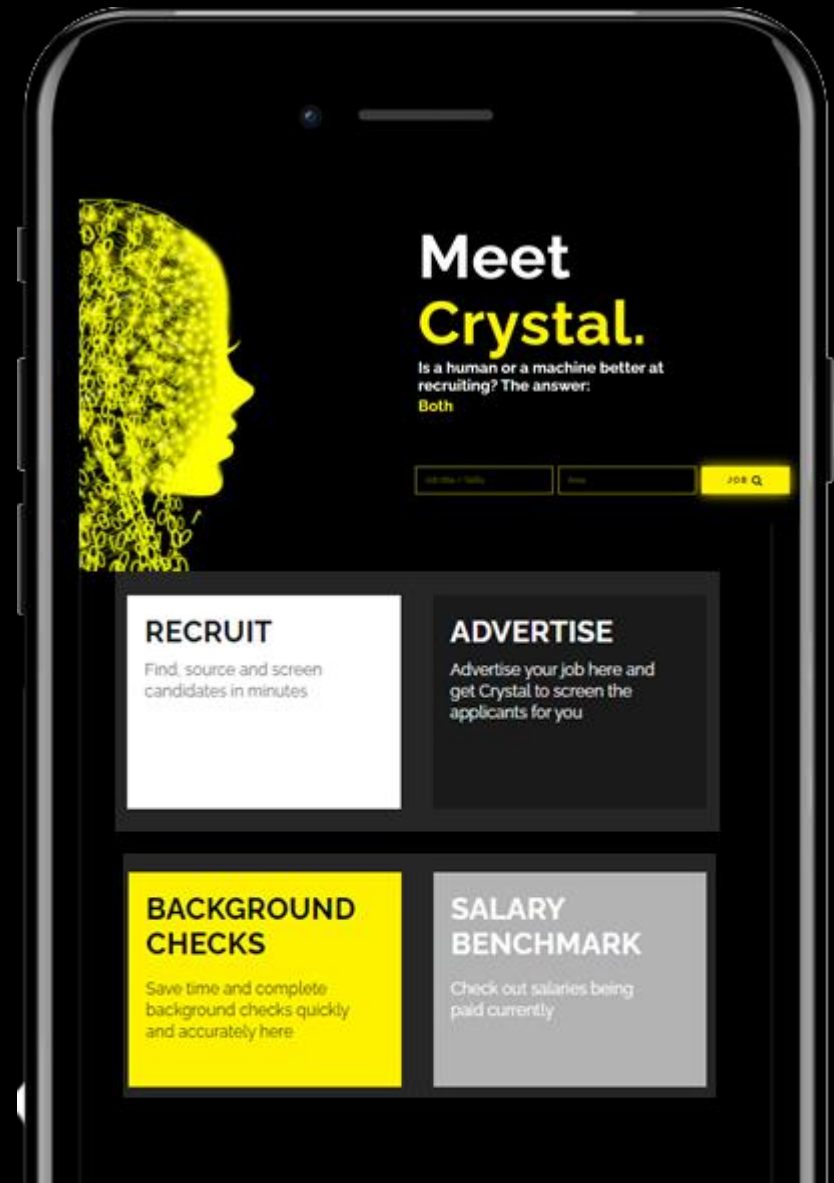 Meet
Crystal.
Is a human or a machine better at
recruiting? The answer:
Both
JOB
RECRUIT
Find, source and screen
candidates in minutes
ADVERTISE
Advertise your job here and
get Crystal to screen the
applicants for you
BACKGROUND
CHECKS
Save time and complete
background checks quickly
and accurately here
SALARY
BENCHMARK
Check out salaries being
paid currently